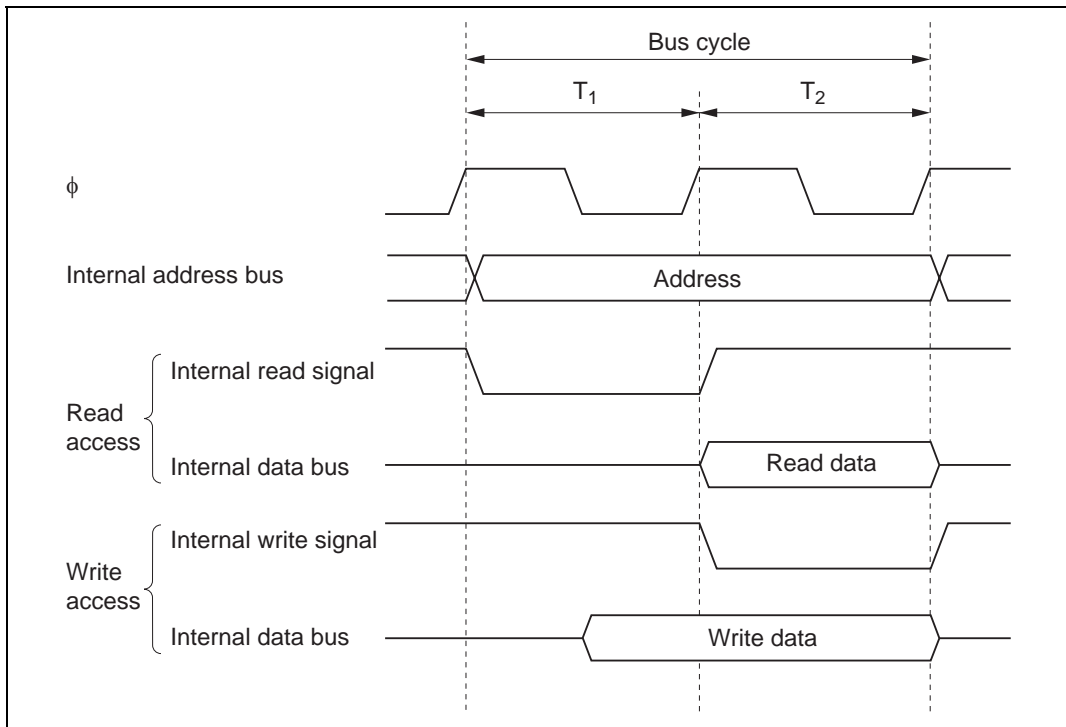 Bus cycle
T1 T2
ϕ
Internal address bus Address
Read access
Internal read signal
Internal data bus Read data
Write access
Internal write signal
Internal data bus Write data